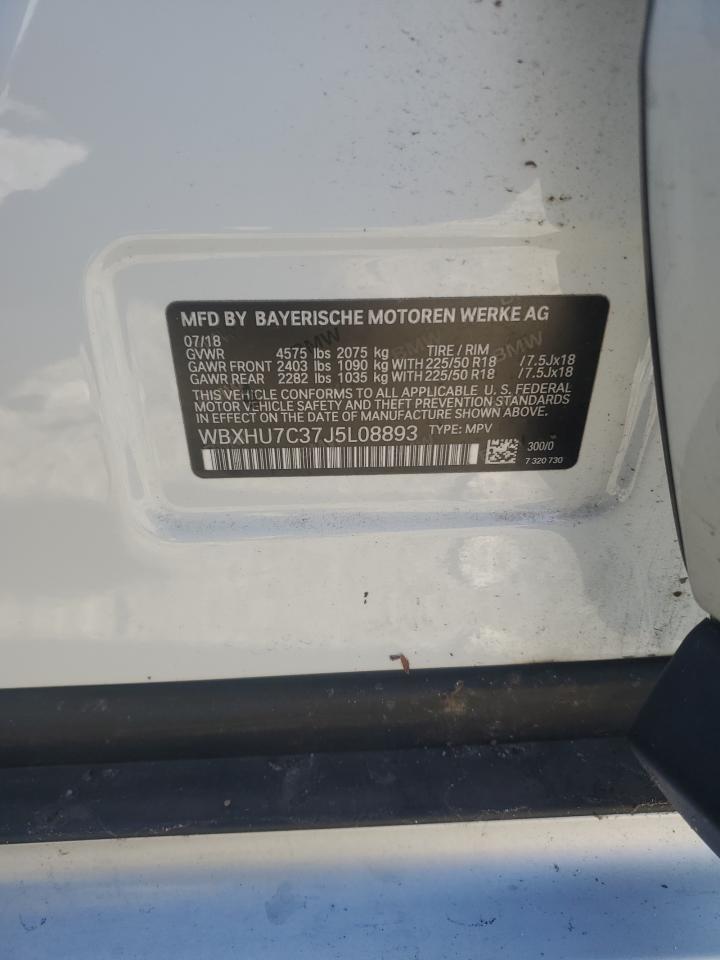 MFD BY BAYERISCHE MOTOREN WERKE AG
07/18
GVWR 4575 lbs 2075 kg TIRE / RIM
GAWR FRONT 2403 lbs 1090 kg WITH 225/50 R18 /7.5Jx18
GAWR REAR 2282 lbs 1035 kg WITH 225/50 R18 /7.5Jx18
THIS VEHICLE CONFORMS TO ALL APPLICABLE U.S. FEDERAL
MOTOR VEHICLE SAFETY AND THEFT PREVENTION STANDARDS
IN EFFECT ON THE DATE OF MANUFACTURE SHOWN ABOVE.
WBXHU7C37J5L08893 TYPE: MPV
300/0
7 320 730